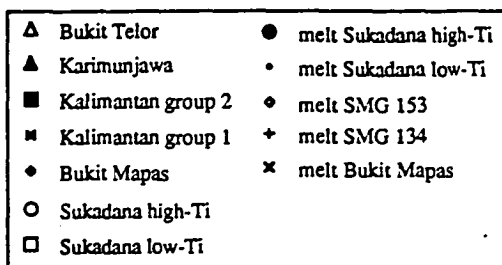 Bukit Telor
Karimunjawa
Kalimantan group 2
Kalimantan group 1
Bukit Mapas
Sukadana high-Ti
Sukadana low-Ti
melt Sukadana high-Ti
melt Sukadana low-Ti
melt SMG 153
melt SMG 134
melt Bukit Mapas